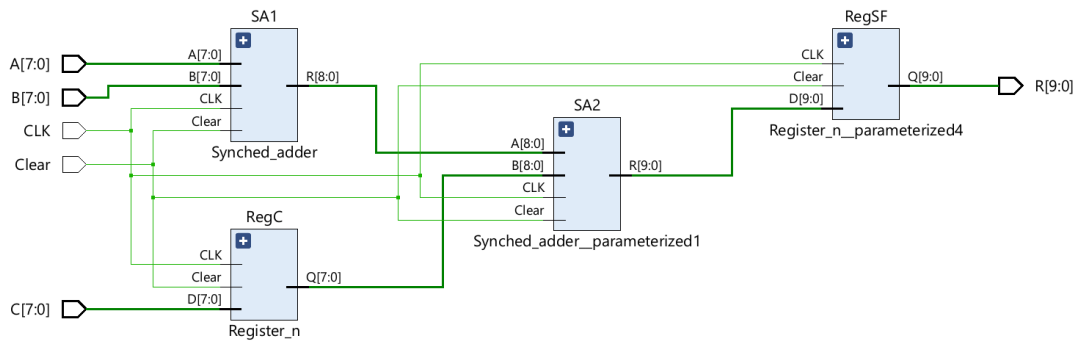 A[7:0]
B[7:0]
CLK
Clear
C[7:0]
SA1
A[7:0]
B[7:0]
CLK
Clear
R[8:0]
Synched_adder
RegC
CLK
Clear
D[7:0]
Q[7:0]
Register_n
SA2
A[8:0]
B[8:0]
CLK
Clear
R[9:0]
Synched_adder__parameterized1
RegSF
CLK
Clear
D[9:0]
Q[9:0]
Register_n__parameterized4
R[9:0]